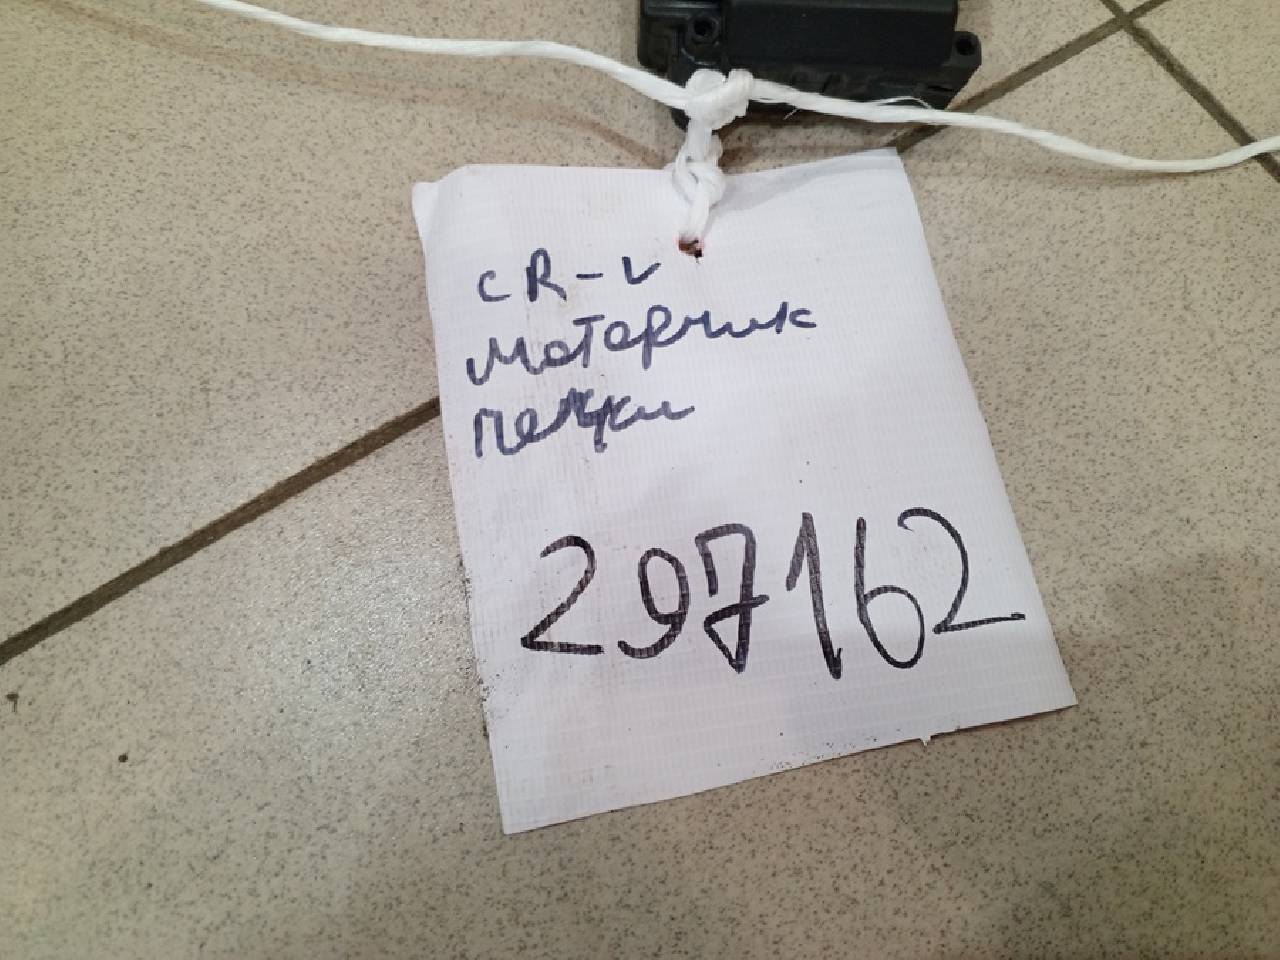 CR-V
моторчик
печки
297162